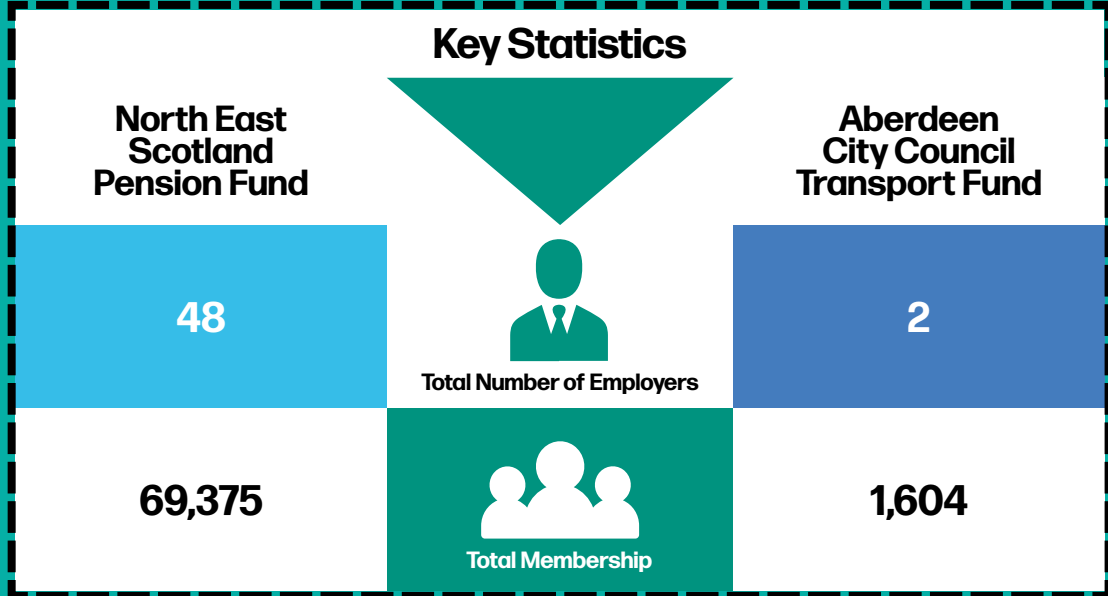 Key Statistics
North East
Scotland
Pension Fund
Aberdeen
City Council
Transport Fund
48
Total Number of Employers
2
69,375
Total Membership
1,604